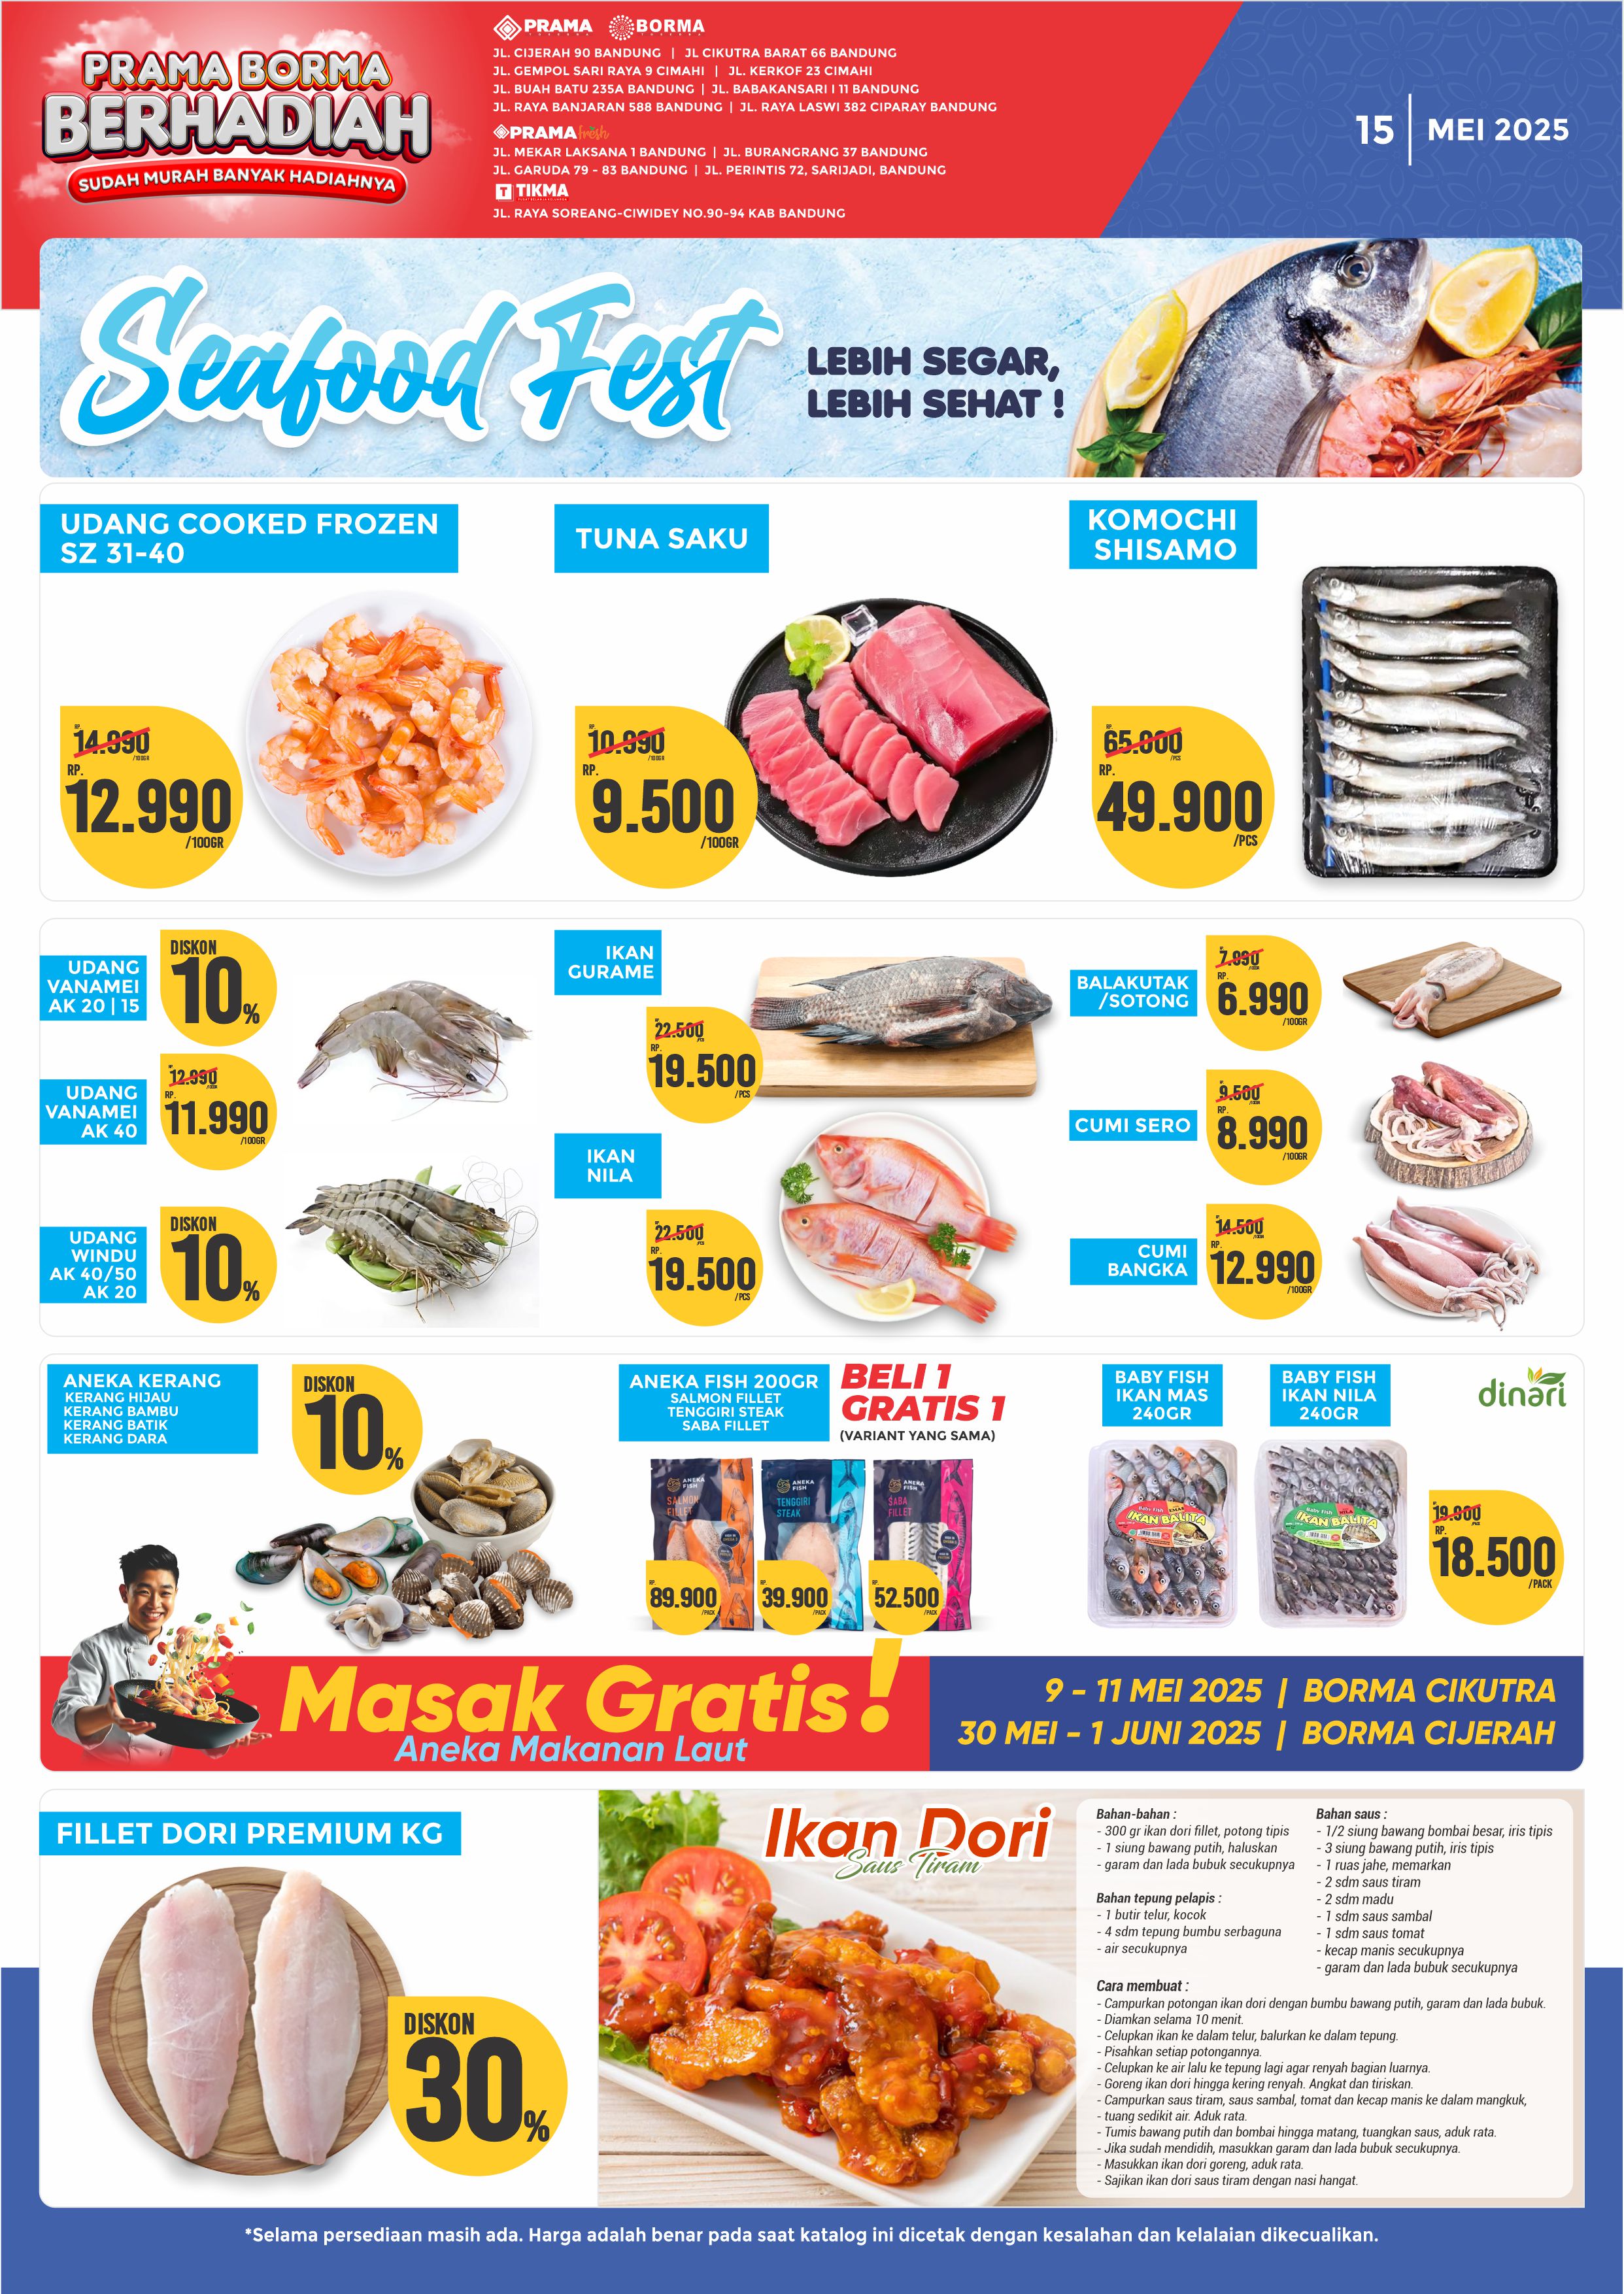 PRAMA BORMA
BERHADIAH
SUDAH MURAH BANYAK HADIAHNYA
PRAMA BORMA
JL. CIJERAH 90 BANDUNG | JL CIKUTRA BARAT 66 BANDUNG
JL. GEMPOL SARI RAYA 9 CIMAHI | JL. KERKOF 23 CIMAHI
JL. BUAH BATU 235A BANDUNG | JL. BABAKANSARI I 11 BANDUNG
JL. RAYA BANJARAN 588 BANDUNG | JL. RAYA LASWI 382 CIPARAY BANDUNG
PRAMA fresh
JL. MEKAR LAKSANA 1 BANDUNG | JL. BURANGRANG 37 BANDUNG
JL. GARUDA 79 - 83 BANDUNG | JL. PERINTIS 72, SARIJADI, BANDUNG
T TIKMA
JL. RAYA SOREANG-CIWIDEY NO.90-94 KAB BANDUNG
15 | MEI 2025
Seafood Fest
LEBIH SEGAR,
LEBIH SEHAT !
UDANG COOKED FROZEN
SZ 31-40
RP.
14.990
/100GR
RP.
12.990
/100GR
TUNA SAKU
RP.
10.990
/100GR
RP.
9.500
/100GR
KOMOCHI
SHISAMO
RP.
65.000
/PCS
RP.
49.900
/PCS
UDANG
VANAMEI
AK 20 | 15
DISKON
10%
UDANG
VANAMEI
AK 40
12.990
RP.
11.990
/100GR
UDANG
WINDU
AK 40/50
AK 20
DISKON
10%
IKAN
GURAME
22.500
RP.
19.500
/PCS
IKAN
NILA
22.500
RP.
19.500
/PCS
BALAKUTAK
/SOTONG
7.890
RP.
6.990
/100GR
CUMI SERO
9.500
RP.
8.990
/100GR
CUMI
BANGKA
14.500
RP.
12.990
/100GR
ANEKA KERANG
KERANG HIJAU
KERANG BAMBU
KERANG BATIK
KERANG DARA
DISKON
10%
ANEKA FISH 200GR
SALMON FILLET
TENGGIRI STEAK
SABA FILLET
BELI 1
GRATIS 1
(VARIANT YANG SAMA)
ANEKA
FISH
SALMON
FILLET
RP.
89.900
/PACK
ANEKA
FISH
TENGGIRI
STEAK
RP.
39.900
/PACK
ANEKA
FISH
SABA
FILLET
RP.
52.500
/PACK
BABY FISH
IKAN MAS
240GR
Baby Fish
IKAN BALITA
BABY FISH
IKAN NILA
240GR
Baby Fish
IKAN BALITA
dinari
19.900
RP.
18.500
/PACK
Masak Gratis!
Aneka Makanan Laut
9 - 11 MEI 2025 | BORMA CIKUTRA
30 MEI - 1 JUNI 2025 | BORMA CIJERAH
FILLET DORI PREMIUM KG
DISKON
30%
Ikan Dori
Saus Tiram
Bahan-bahan :
- 300 gr ikan dori fillet, potong tipis
- 1 siung bawang putih, haluskan
- garam dan lada bubuk secukupnya
Bahan tepung pelapis :
- 1 butir telur, kocok
- 4 sdm tepung bumbu serbaguna
- air secukupnya
Bahan saus :
- 1/2 siung bawang bombai besar, iris tipis
- 3 siung bawang putih, iris tipis
- 1 ruas jahe, memarkan
- 2 sdm saus tiram
- 2 sdm madu
- 1 sdm saus sambal
- 1 sdm saus tomat
- kecap manis secukupnya
- garam dan lada bubuk secukupnya
Cara membuat :
- Campurkan potongan ikan dori dengan bumbu bawang putih, garam dan lada bubuk.
- Diamkan selama 10 menit.
- Celupkan ikan ke dalam telur, balurkan ke dalam tepung.
- Pisahkan setiap potongannya.
- Celupkan ke air lalu ke tepung lagi agar renyah bagian luarnya.
- Goreng ikan dori hingga kering renyah. Angkat dan tiriskan.
- Campurkan saus tiram, saus sambal, tomat dan kecap manis ke dalam mangkuk,
- tuang sedikit air. Aduk rata.
- Tumis bawang putih dan bombai hingga matang, tuangkan saus, aduk rata.
- Jika sudah mendidih, masukkan garam dan lada bubuk secukupnya.
- Masukkan ikan dori goreng, aduk rata.
- Sajikan ikan dori saus tiram dengan nasi hangat.
*Selama persediaan masih ada. Harga adalah benar pada saat katalog ini dicetak dengan kesalahan dan kelalaian dikecualikan.